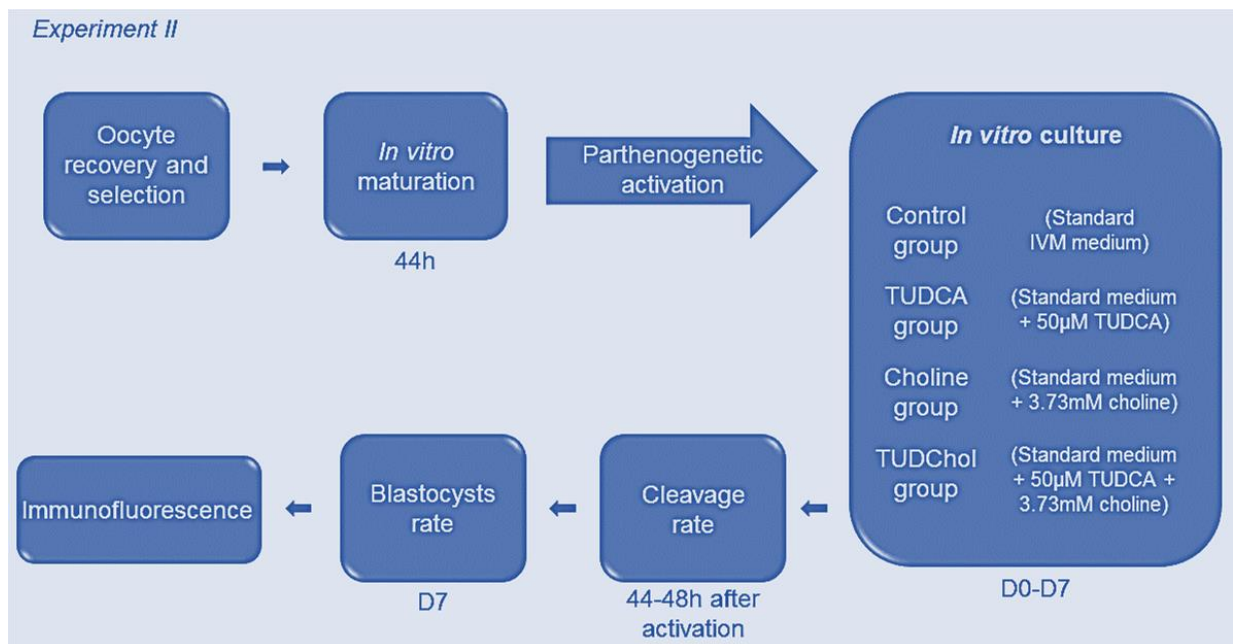 Experiment II
Oocyte
recovery and
selection
In vitro
maturation
44h
Parthenogenetic
activation
In vitro culture
Control
group
(Standard
IVM medium)
TUDCA
group
(Standard medium
+ 50µM TUDCA)
Choline
group
(Standard medium
+ 3.73mM choline)
TUDChol
group
(Standard medium
+ 50µM TUDCA +
3.73mM choline)
D0-D7
Cleavage
rate
44-48h after
activation
Blastocysts
rate
D7
Immunofluorescence